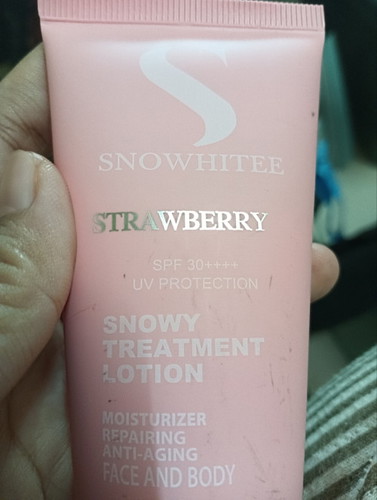 S
SNOWHITEE
STRAWBERRY
SPF 30++++
UV PROTECTION
SNOWY
TREATMENT
LOTION
MOISTURIZER
REPAIRING
ANTI-AGING
FACE AND BODY